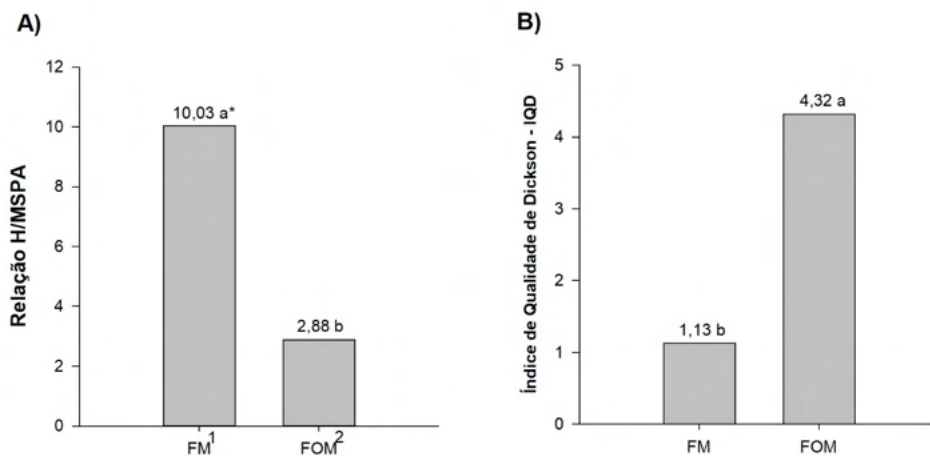 A)
Relação H/MSPA
12
10
8
6
4
2
0
10,03 a*
2,88 b
FM1
FOM2
B)
Índice de Qualidade de Dickson - IQD
5
4
3
2
1
0
1,13 b
4,32 a
FM
FOM